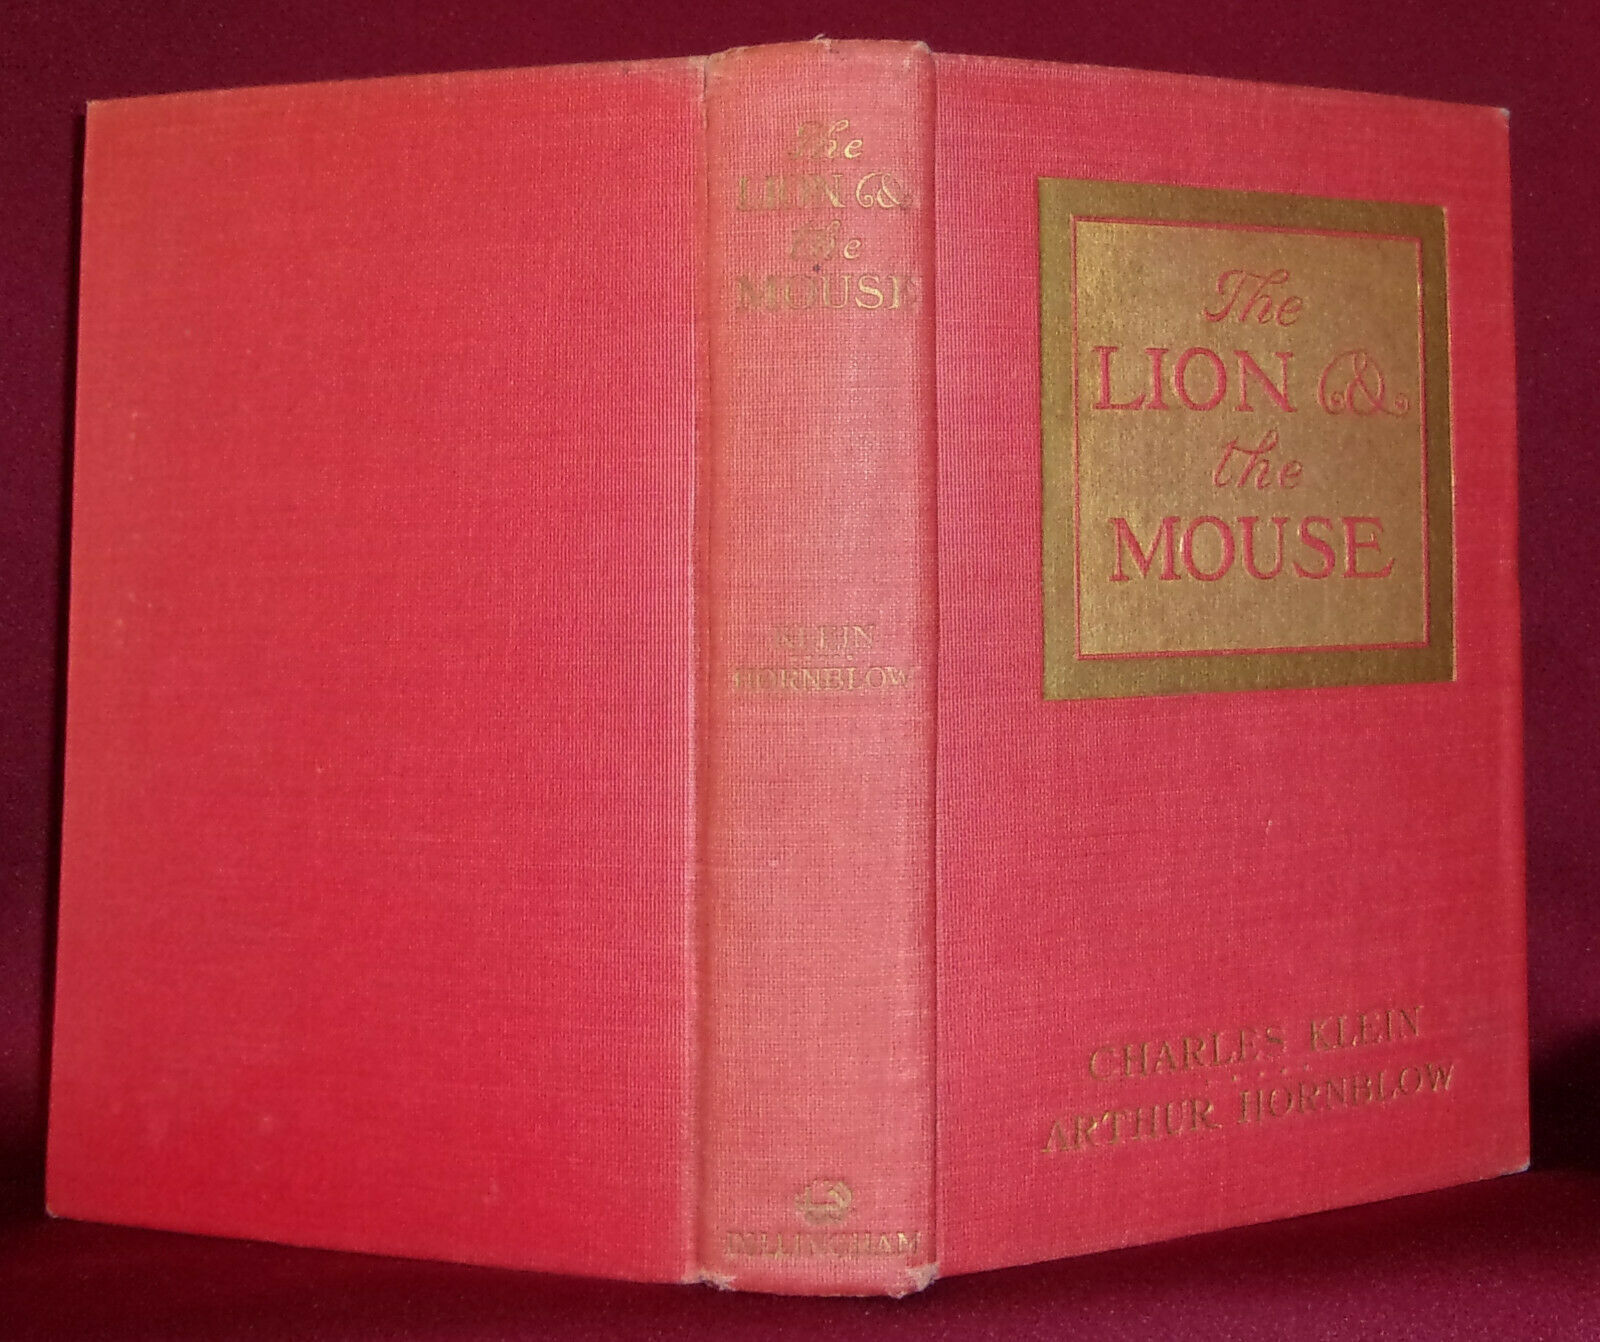 The
LION &
the
MOUSE
KLEIN
HORNBLOW
DILLINGHAM
The
LION &
the
MOUSE
CHARLES KLEIN
ARTHUR HORNBLOW